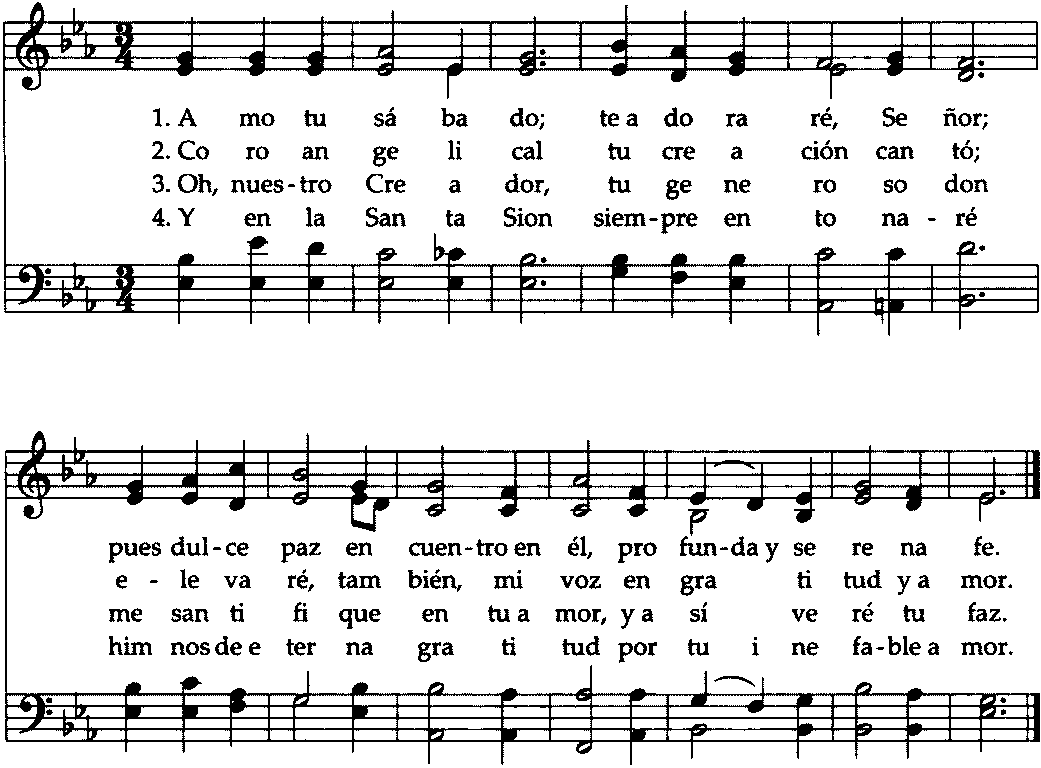 3
4
1. A mo tu sá ba do; te a do ra ré, Se ñor;
2. Co ro an ge li cal tu cre a ción can tó;
3. Oh, nues-tro Cre a dor, tu ge ne ro so don
4. Y en la San ta Sion siem-pre en to na-ré
3
4
pues dul-ce paz en cuen-tro en él, pro fun-da y se re na fe.
e-le va ré, tam bién, mi voz en gra ti tud y a mor.
me san ti fi que en tu a mor, y a sí ve ré tu faz.
him nos de e ter na gra ti tud por tu i ne fa-ble a mor.